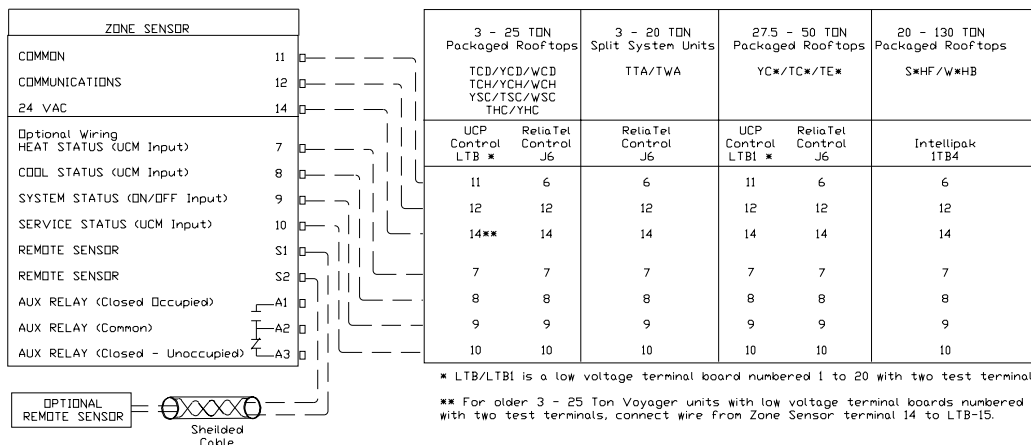 ZONE SENSOR
COMMON 11
COMMUNICATIONS 12
24 VAC 14
Optional Wiring
HEAT STATUS (UCM Input) 7
COOL STATUS (UCM Input) 8
SYSTEM STATUS (ON/OFF Input) 9
SERVICE STATUS (UCM Input) 10
REMOTE SENSOR S1
REMOTE SENSOR S2
AUX RELAY (Closed Occupied) A1
AUX RELAY (Common) A2
AUX RELAY (Closed - Unoccupied) A3
OPTIONAL
REMOTE SENSOR
Sheilded
Cable
3 - 25 TON
Packaged Rooftops
TCD/YCD/WCD
TCH/YCH/WCH
YSC/TSC/WSC
THC/YHC
3 - 20 TON
Split System Units
TTA/TWA
27.5 - 50 TON
Packaged Rooftops
YC*/TC*/TE*
20 - 130 TON
Packaged Rooftops
S*HF/W*HB
UCP
Control
LTB *
ReliaTel
Control
J6
ReliaTel
Control
J6
UCP
Control
LTB1 *
ReliaTel
Control
J6
Intellipak
1TB4
11 6 6 11 6 6
12 12 12 12 12 12
14** 14 14 14 14 14
7 7 7 7 7 7
8 8 8 8 8 8
9 9 9 9 9 9
10 10 10 10 10 10
* LTB/LTB1 is a low voltage terminal board numbered 1 to 20 with two test terminal
** For older 3 - 25 Ton Voyager units with low voltage terminal boards numbered
with two test terminals, connect wire from Zone Sensor terminal 14 to LTB-15.